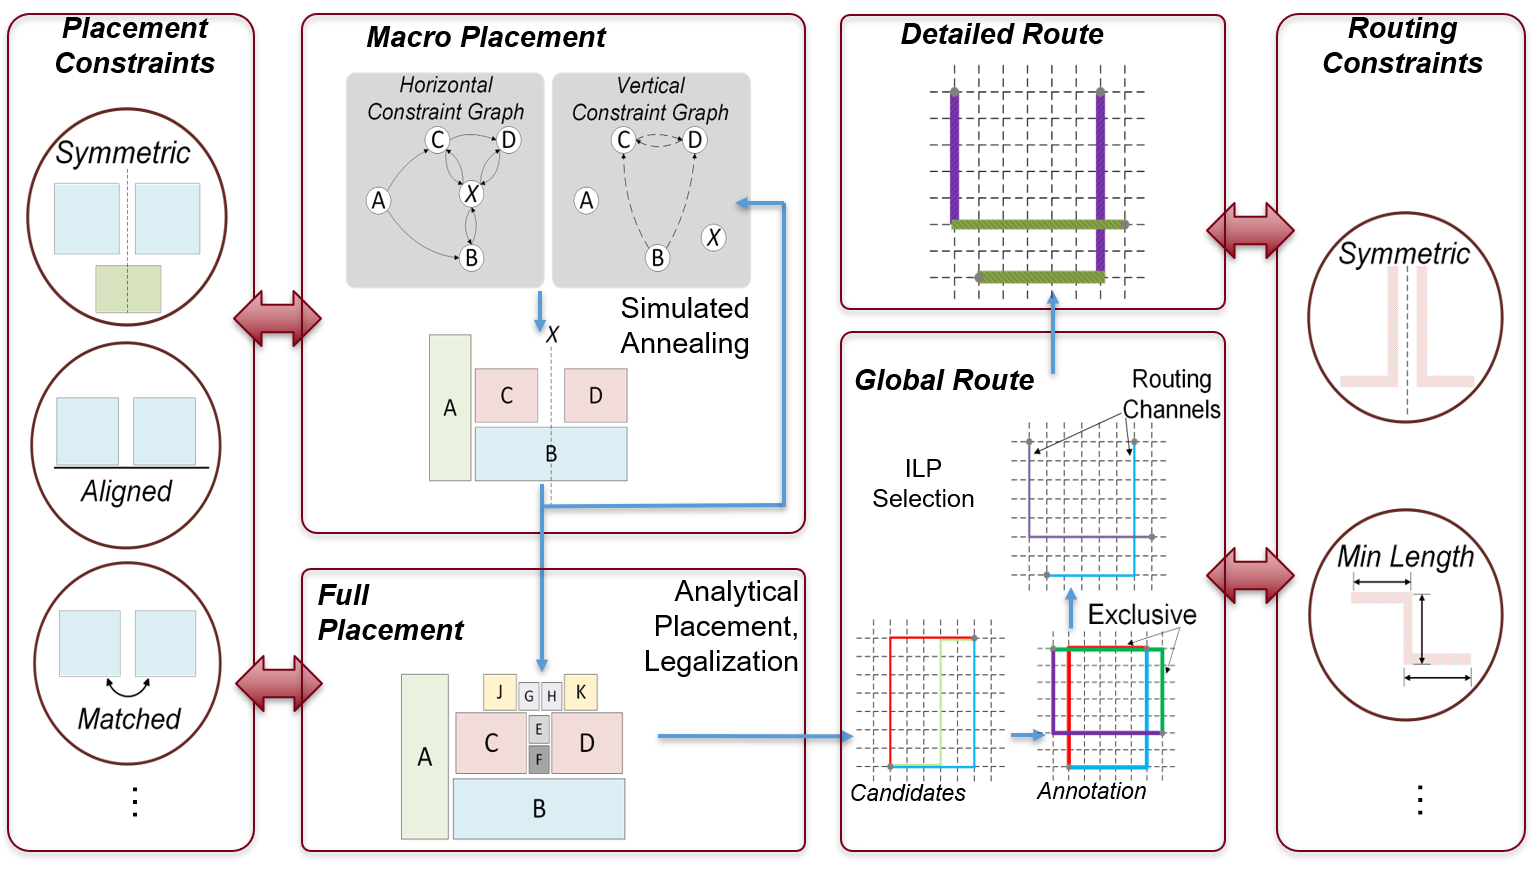 Placement
Constraints
Symmetric
Aligned
Matched
⋮
Macro Placement
Horizontal
Constraint Graph
C
D
X
A
B
Vertical
Constraint Graph
C
D
A
X
B
Simulated
Annealing
X
A
C
D
B
Full
Placement
Analytical
Placement,
Legalization
J
G
H
K
A
C
E
F
D
B
Detailed Route
Global Route
Routing
Channels
ILP
Selection
Exclusive
Candidates
Annotation
Routing
Constraints
Symmetric
Min Length
⋮